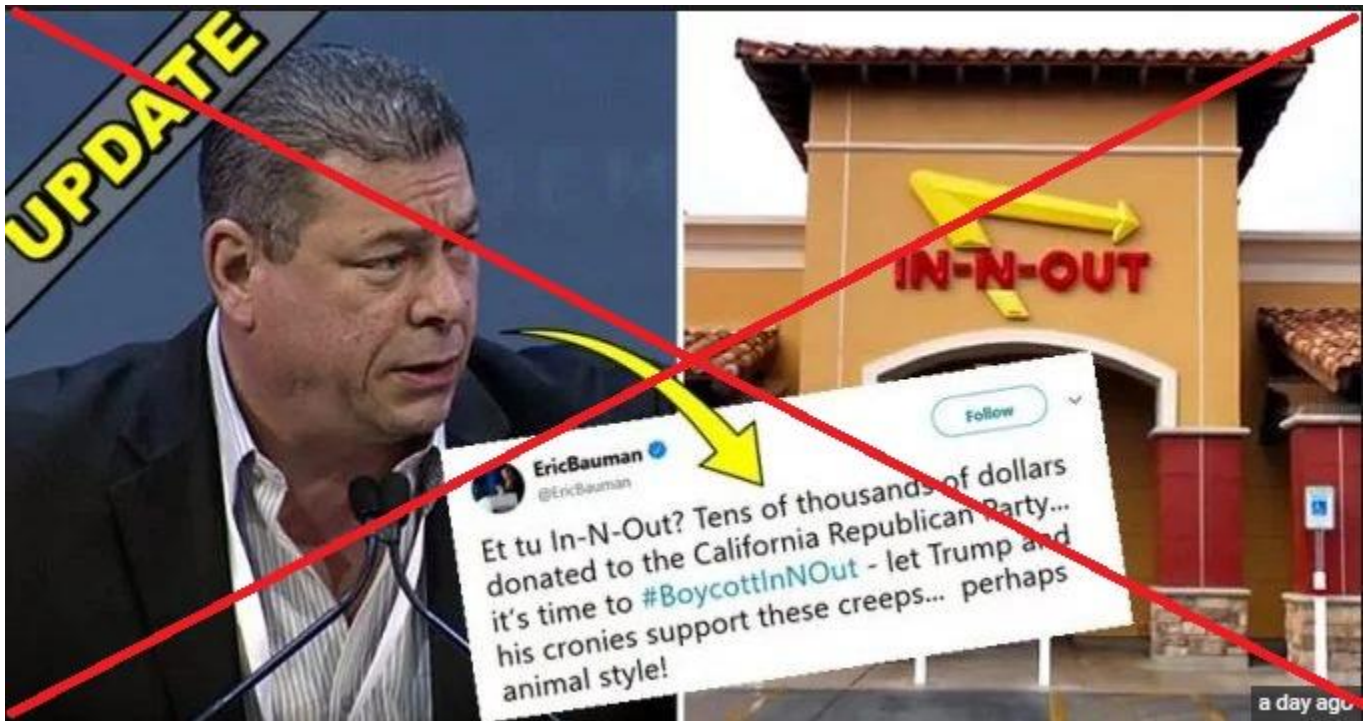 UPDATE
IN-N-OUT
EricBauman
@EricBauman
Follow
Et tu In-N-Out? Tens of thousands of dollars
donated to the California Republican Party...
it's time to #BoycottInNOut - let Trump and
his cronies support these creeps... perhaps
animal style!
a day ago